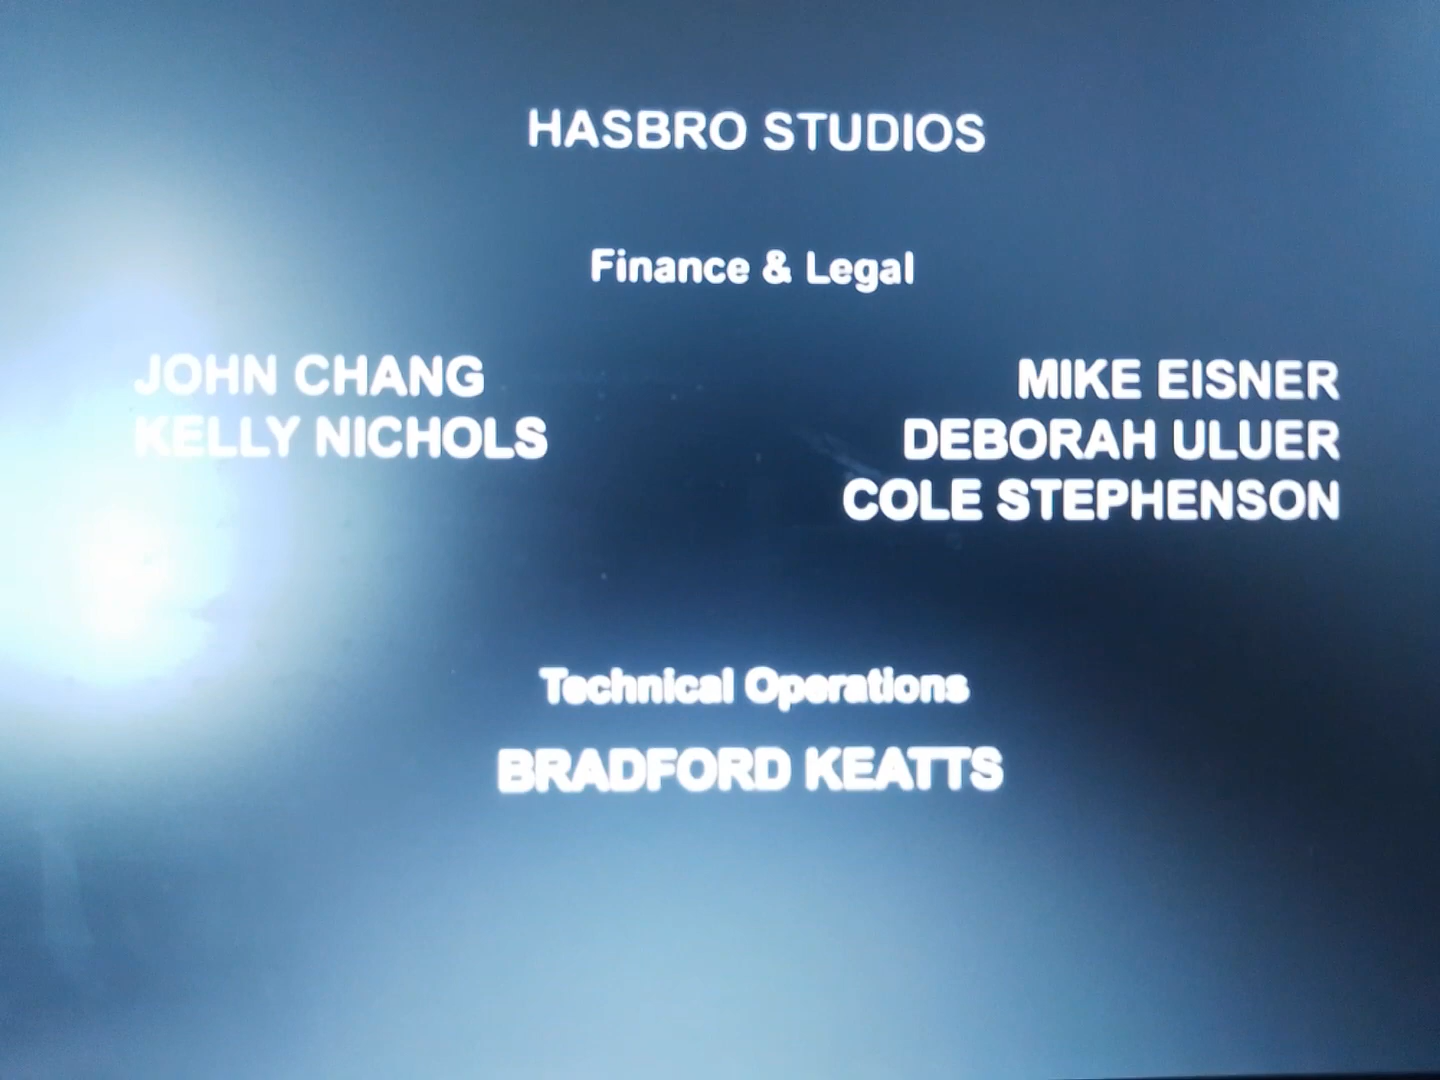 HASBRO STUDIOS
Finance & Legal
JOHN CHANG
KELLY NICHOLS
MIKE EISNER
DEBORAH ULUER
COLE STEPHENSON
Technical Operations
BRADFORD KEATTS